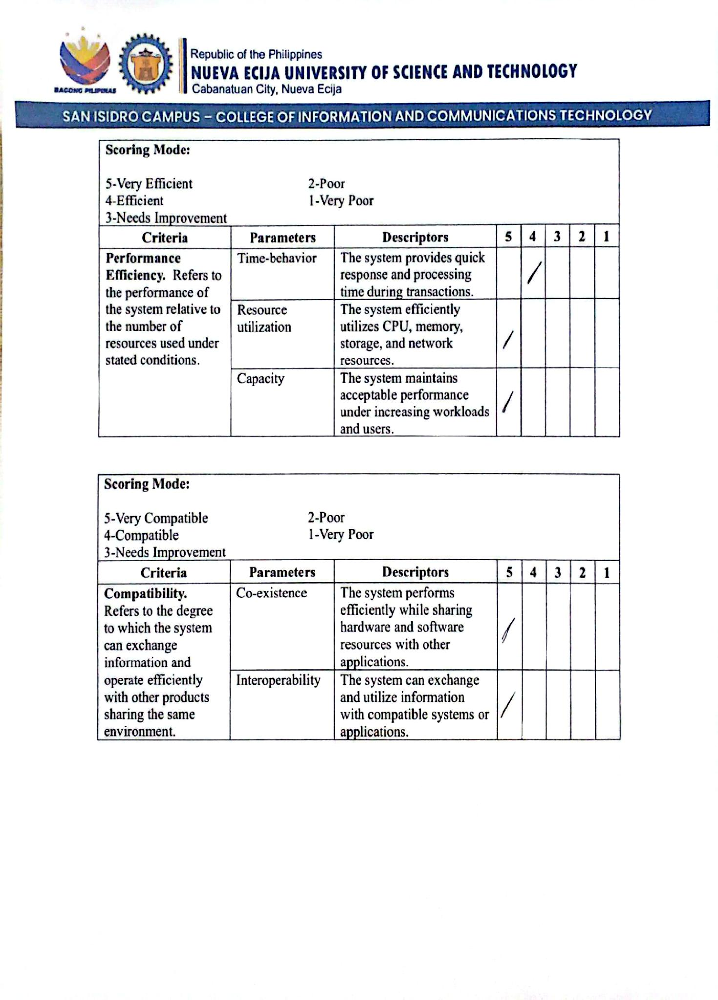 BAGONG PILIPINAS
Republic of the Philippines
NUEVA ECIJA UNIVERSITY OF SCIENCE AND TECHNOLOGY
Cabanatuan City, Nueva Ecija
SAN ISIDRO CAMPUS – COLLEGE OF INFORMATION AND COMMUNICATIONS TECHNOLOGY
Scoring Mode:
5-Very Efficient 2-Poor
4-Efficient 1-Very Poor
3-Needs Improvement
Criteria Parameters Descriptors 5 4 3 2 1
Performance
Efficiency. Refers to
the performance of
the system relative to
the number of
resources used under
stated conditions.
Time-behavior
The system provides quick
response and processing
time during transactions.
/
Resource
utilization
The system efficiently
utilizes CPU, memory,
storage, and network
resources.
/
Capacity
The system maintains
acceptable performance
under increasing workloads
and users.
/
Scoring Mode:
5-Very Compatible 2-Poor
4-Compatible 1-Very Poor
3-Needs Improvement
Criteria Parameters Descriptors 5 4 3 2 1
Compatibility.
Refers to the degree
to which the system
can exchange
information and
operate efficiently
with other products
sharing the same
environment.
Co-existence
The system performs
efficiently while sharing
hardware and software
resources with other
applications.
/
Interoperability
The system can exchange
and utilize information
with compatible systems or
applications.
/